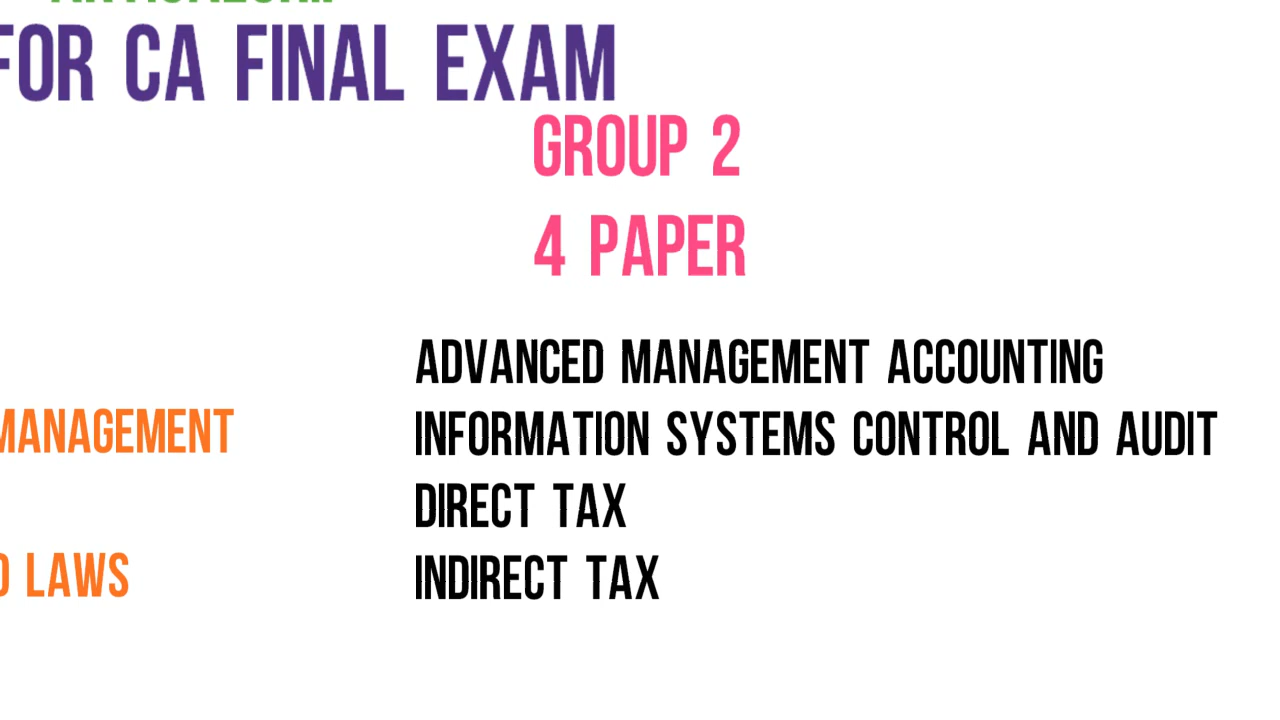 FOR CA FINAL EXAM
GROUP 2
4 PAPER
ADVANCED MANAGEMENT ACCOUNTING
MANAGEMENT
INFORMATION SYSTEMS CONTROL AND AUDIT
DIRECT TAX
LAWS
INDIRECT TAX